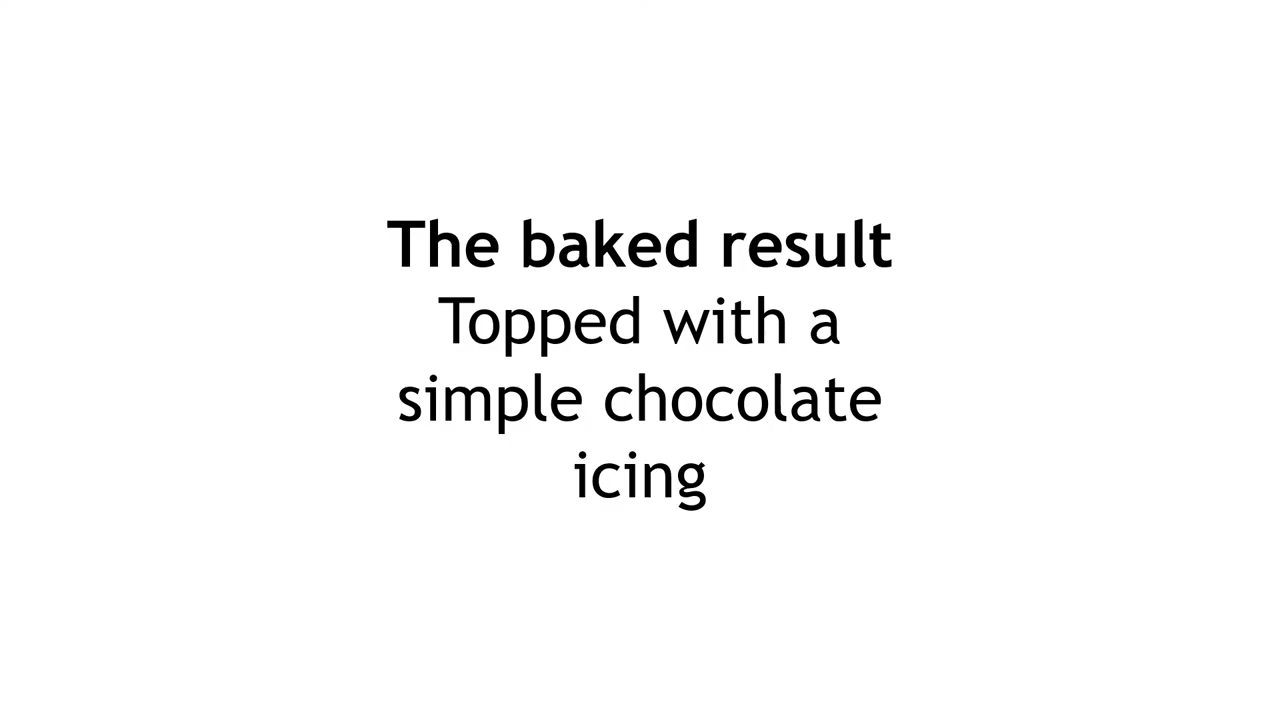 The baked result
Topped with a
simple chocolate
icing